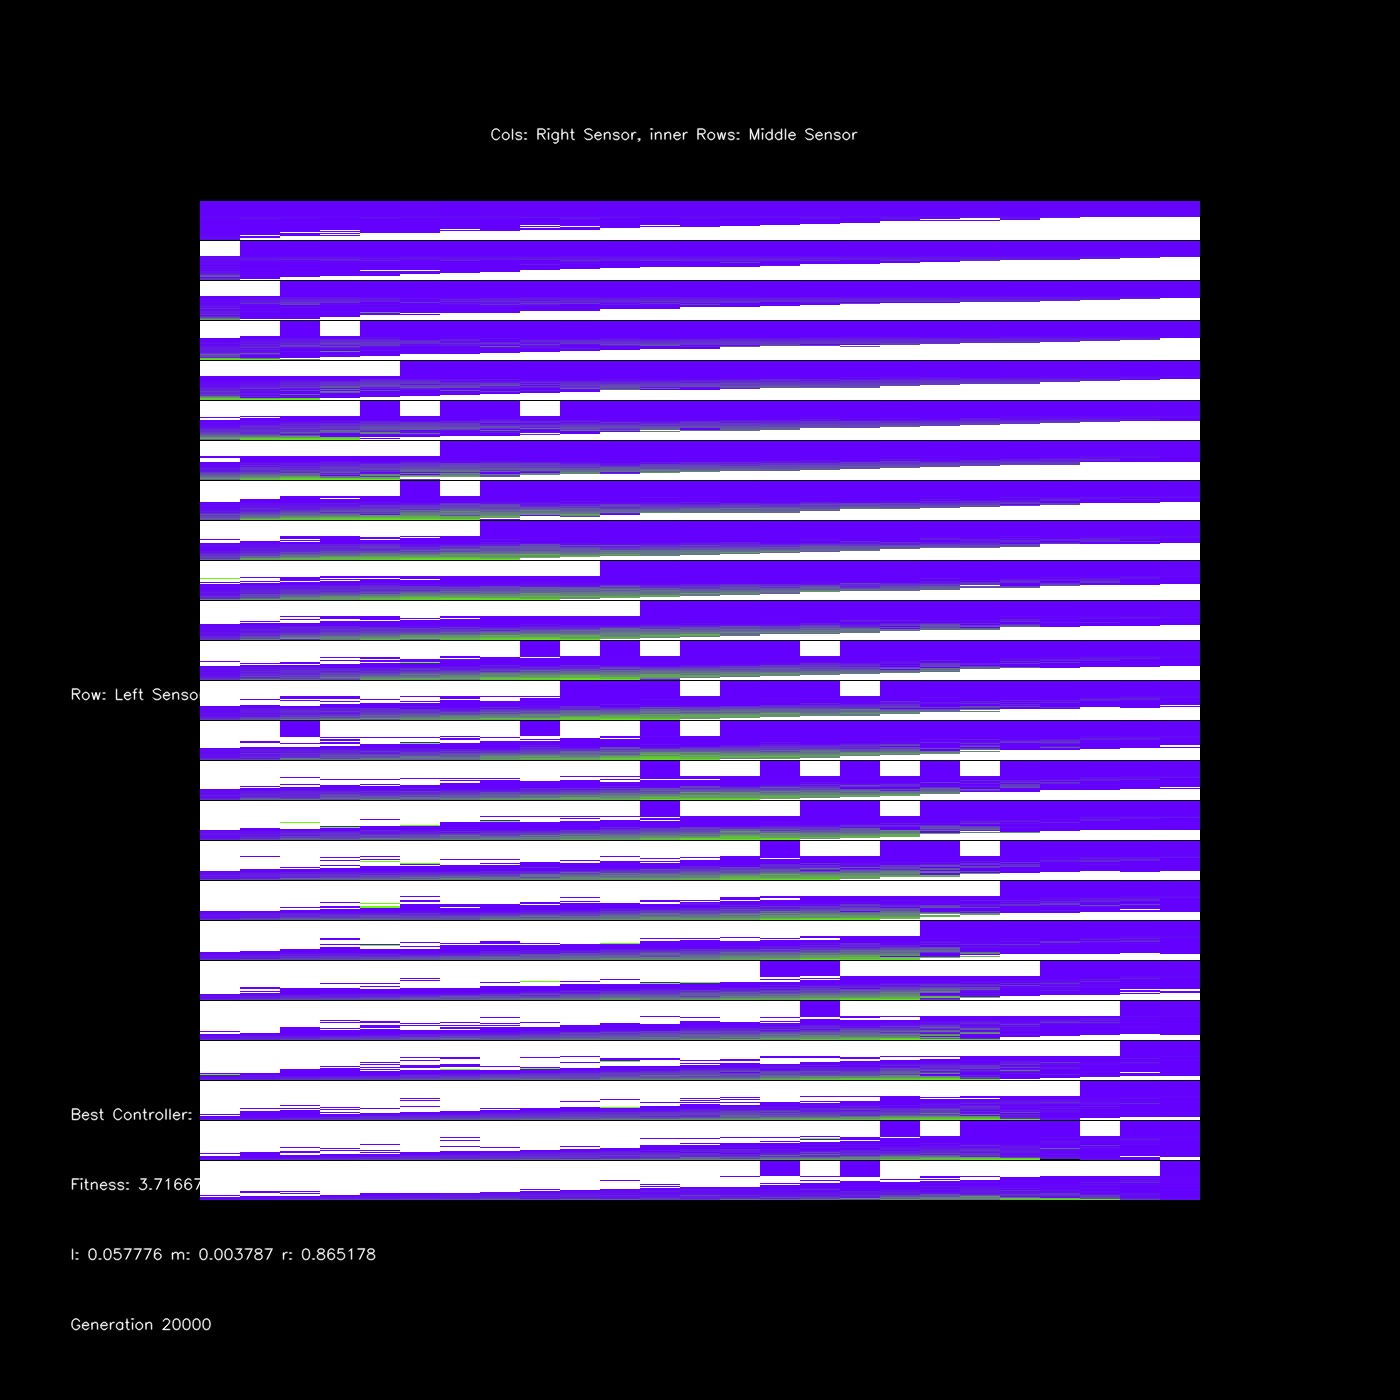 Cols: Right Sensor, inner Rows: Middle Sensor
Row: Left Senso
Best Controller:
Fitness: 3.71667
l: 0.057776 m: 0.003787 r: 0.865178
Generation 20000